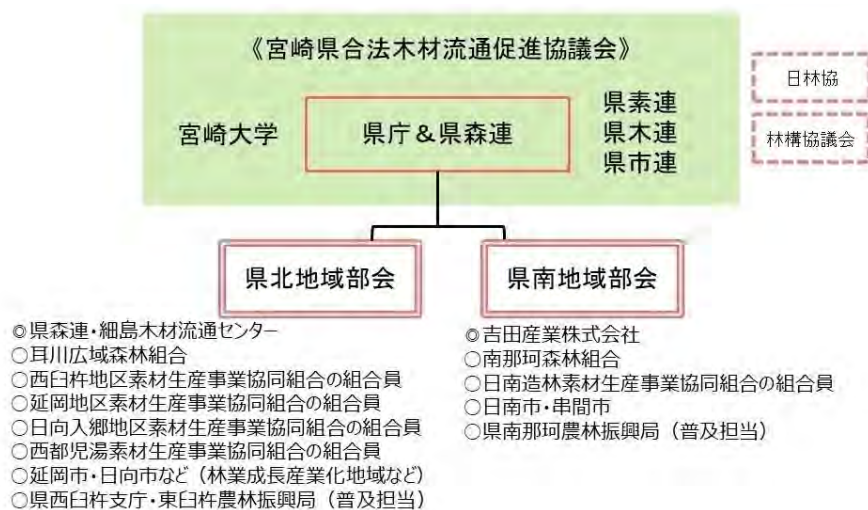 《宮崎県合法木材流通促進協議会》
宮崎大学
県庁＆県森連
県素連
県木連
県市連
日林協
林構協議会
県北地域部会
◎県森連・細島木材流通センター
○耳川広域森林組合
○西臼杵地区素材生産事業協同組合の組合員
○延岡地区素材生産事業協同組合の組合員
○日向入郷地区素材生産事業協同組合の組合員
○西都児湯素材生産事業協同組合の組合員
○延岡市・日向市など（林業成長産業化地域など）
○県西臼杵支庁・東臼杵農林振興局（普及担当）
県南地域部会
◎吉田産業株式会社
○南那珂森林組合
○日南造林素材生産事業協同組合の組合員
○日南市・串間市
○県南那珂農林振興局（普及担当）